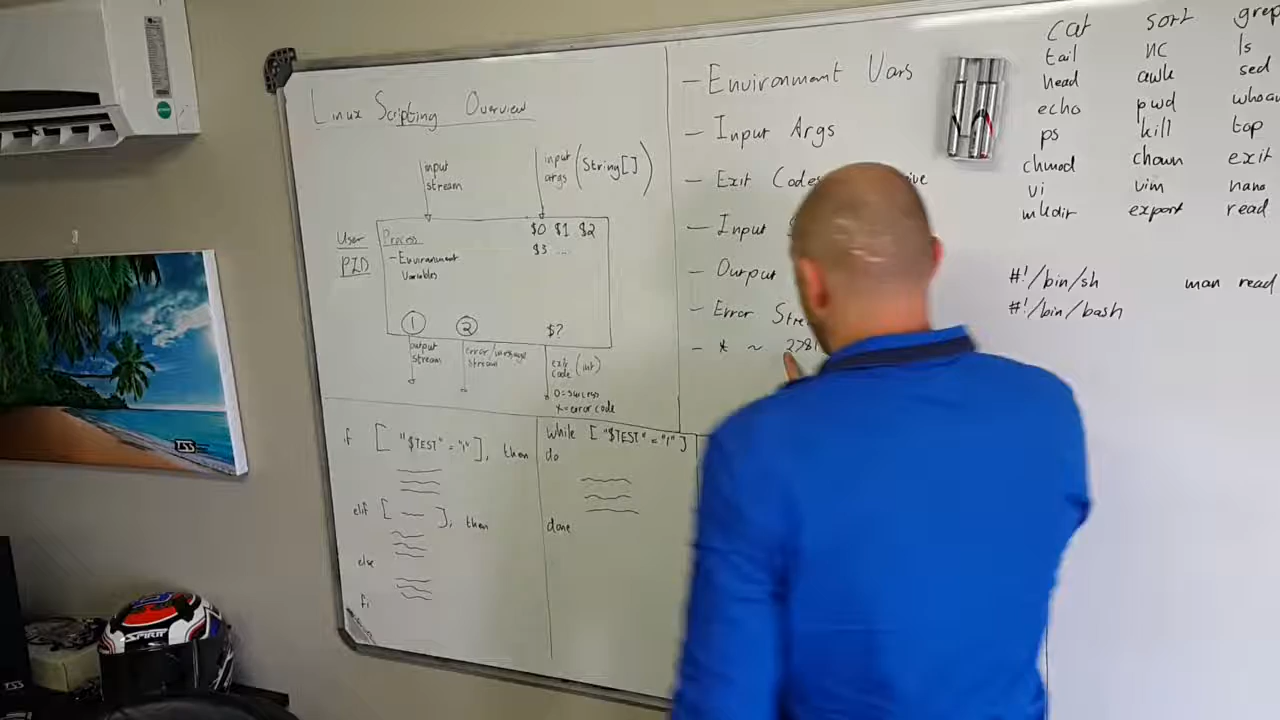 Linux Scripting Overview
input stream
input args (String[])
User
PID
Process
- Environment Variables
$0 $1 $2
$3 ....
1
2
$?
output stream
error/message stream
exit code (int)
0=success
x=error code
if [ "$TEST" = "1" ], then
elif [ — ], then
else
fi
while [ "$TEST" = "1" ]
do
done
- Environment Vars
- Input Args
- Exit Codes
- Input
- Output
- Error
- * ~
cat sort grep
tail nc ls
head awk sed
echo pwd
ps kill top
chmod chown exit
vi vim nano
mkdir export read
#!/bin/sh
#!/bin/bash
man read
SPIRIT
TSS
TSS